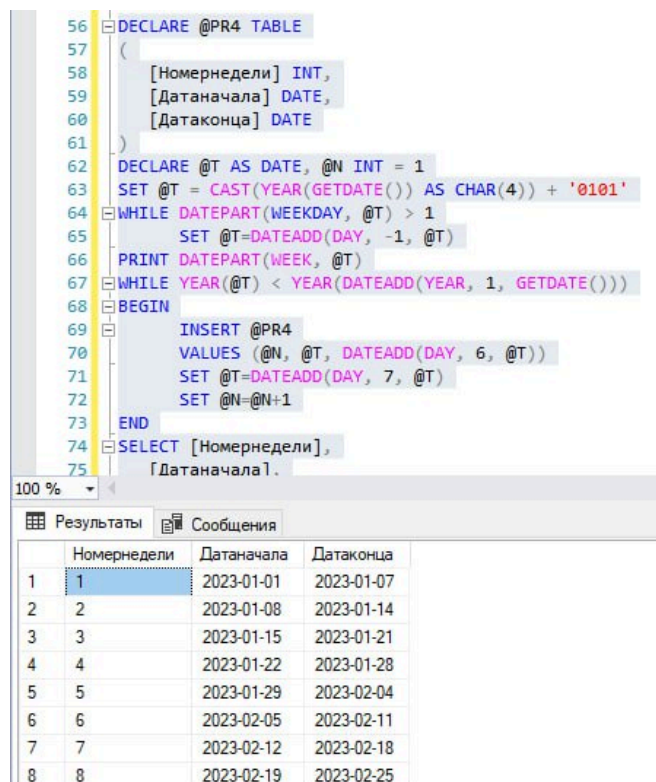 56 DECLARE @PR4 TABLE
57 (
58 [Номернедели] INT,
59 [Датаначала] DATE,
60 [Датаконца] DATE
61 )
62 DECLARE @T AS DATE, @N INT = 1
63 SET @T = CAST(YEAR(GETDATE()) AS CHAR(4)) + '0101'
64 WHILE DATEPART(WEEKDAY, @T) > 1
65 SET @T=DATEADD(DAY, -1, @T)
66 PRINT DATEPART(WEEK, @T)
67 WHILE YEAR(@T) < YEAR(DATEADD(YEAR, 1, GETDATE()))
68 BEGIN
69 INSERT @PR4
70 VALUES (@N, @T, DATEADD(DAY, 6, @T))
71 SET @T=DATEADD(DAY, 7, @T)
72 SET @N=@N+1
73 END
74 SELECT [Номернедели],
75 [Датаначала],
100 %
Результаты Сообщения
Номернедели Датаначала Датаконца
1 1 2023-01-01 2023-01-07
2 2 2023-01-08 2023-01-14
3 3 2023-01-15 2023-01-21
4 4 2023-01-22 2023-01-28
5 5 2023-01-29 2023-02-04
6 6 2023-02-05 2023-02-11
7 7 2023-02-12 2023-02-18
8 8 2023-02-19 2023-02-25